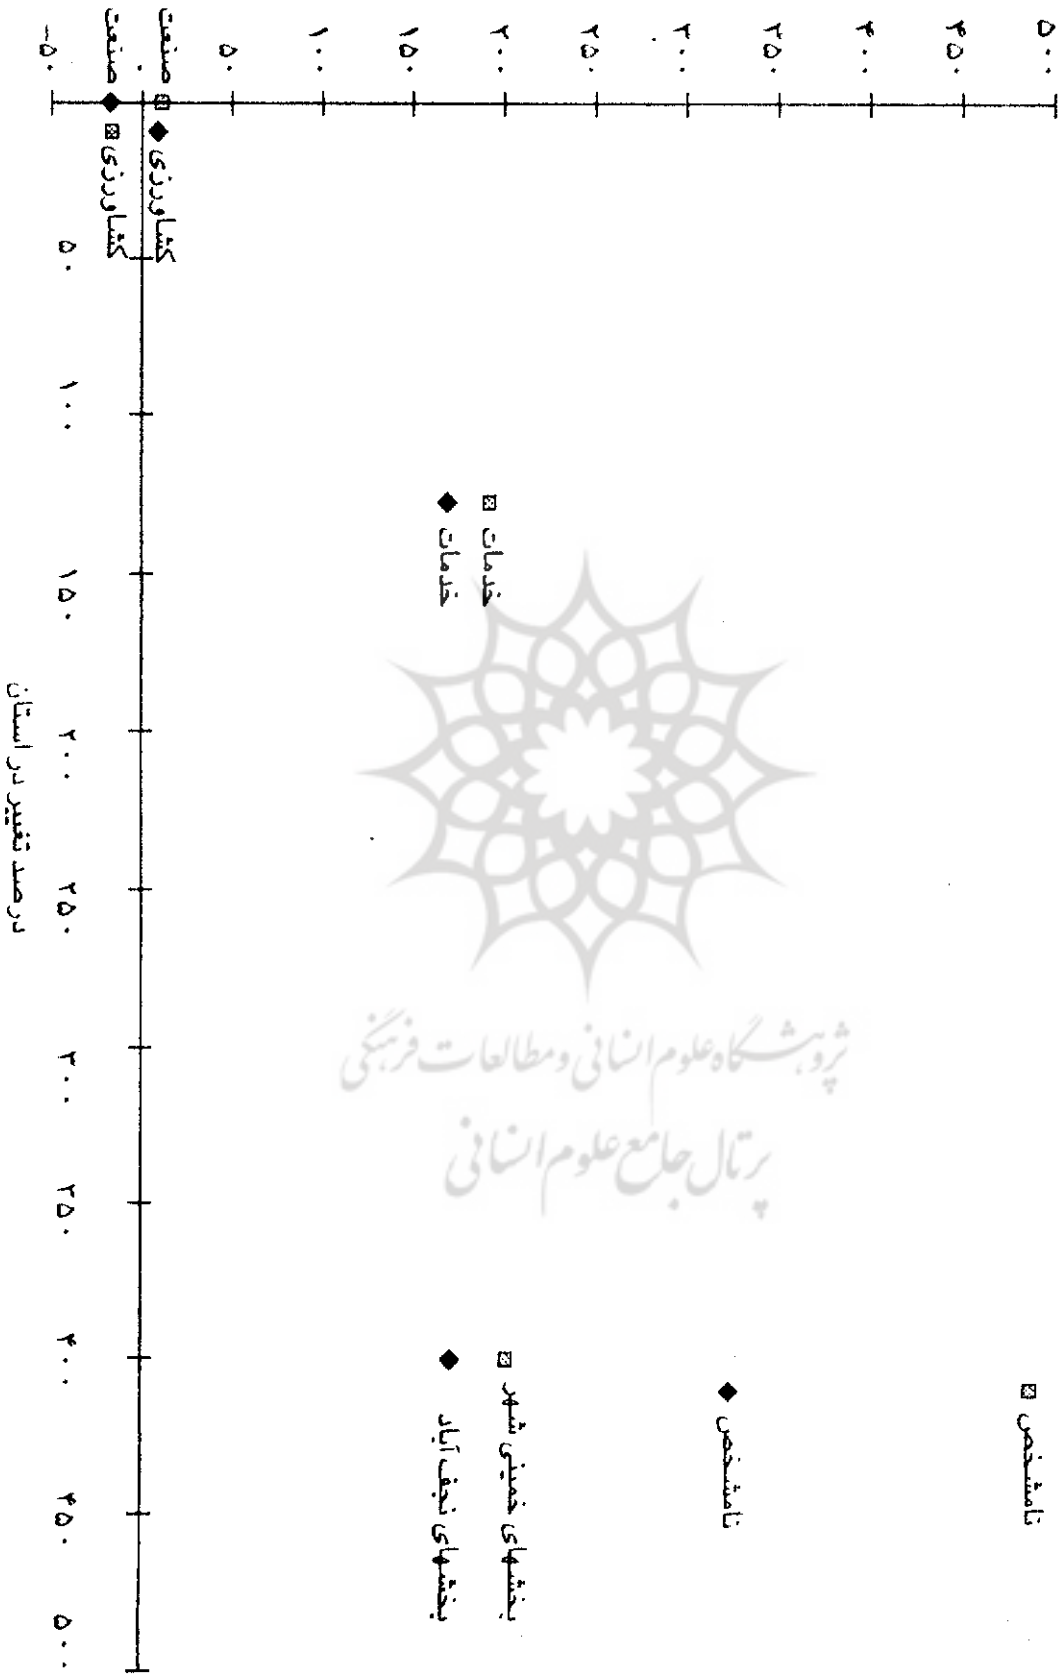 ۵۰۰
۴۵۰
۴۰۰
۳۵۰
۳۰۰
۲۵۰
۲۰۰
۱۵۰
۱۰۰
۵۰
۰
-۵۰
صنعت
صنعت
کشاورزی
کشاورزی
خدمات
خدمات
نامشخص
نامشخص
بخشهای خمینی شهر
بخشهای نجف آباد
۵۰
۱۰۰
۱۵۰
۲۰۰
۲۵۰
۳۰۰
۳۵۰
۴۰۰
۴۵۰
۵۰۰
درصد تغییر در استان
پژوهشگاه علوم انسانی و مطالعات فرهنگی
پرتال جامع علوم انسانی